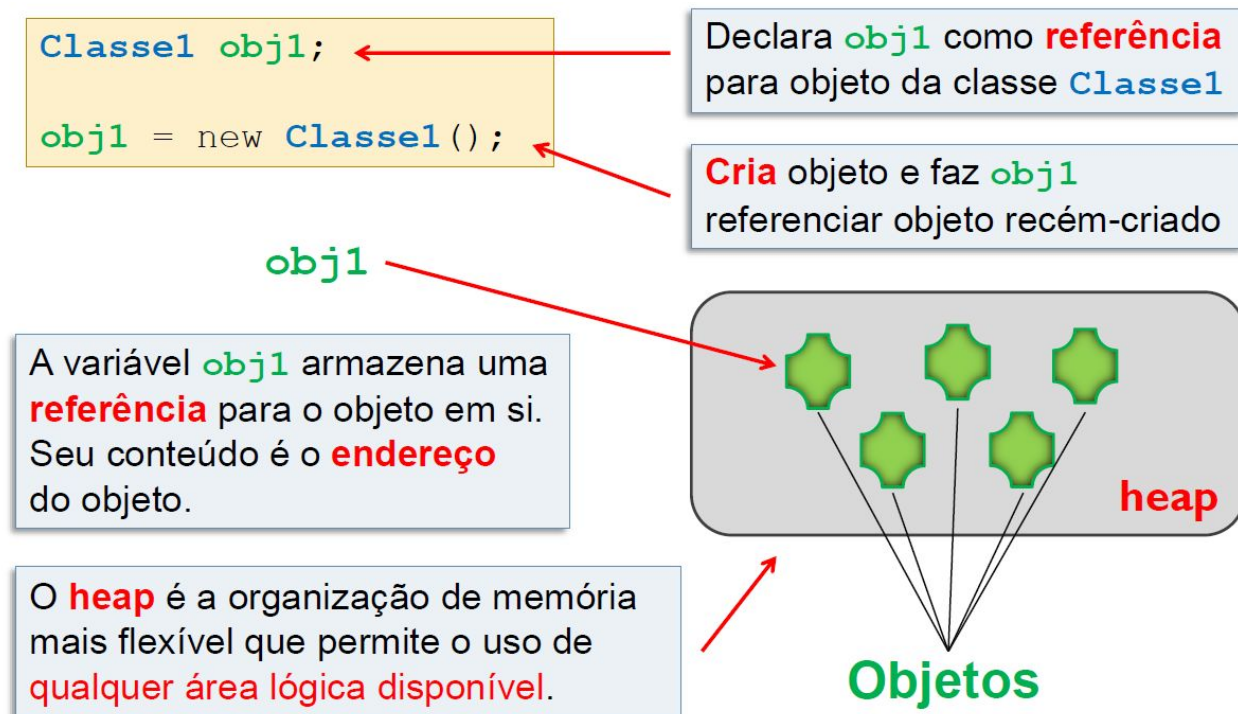 Classe1 obj1;
obj1 = new Classe1();
Declara obj1 como referência
para objeto da classe Classe1
Cria objeto e faz obj1
referenciar objeto recém-criado
obj1
A variável obj1 armazena uma
referência para o objeto em si.
Seu conteúdo é o endereço
do objeto.
heap
O heap é a organização de memória
mais flexível que permite o uso de
qualquer área lógica disponível.
Objetos